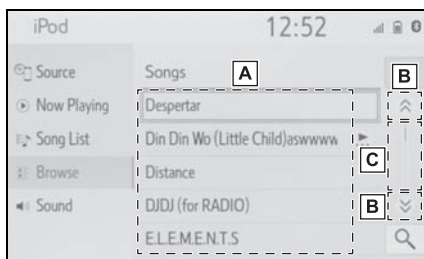 iPod 12:52
Source
Now Playing
Song List
Browse
Sound
Songs
Despertar
Din Din Wo (Little Child)aswwww
Distance
DJDJ (for RADIO)
E.L.E.M.E.N.T.S
A
B
C
B